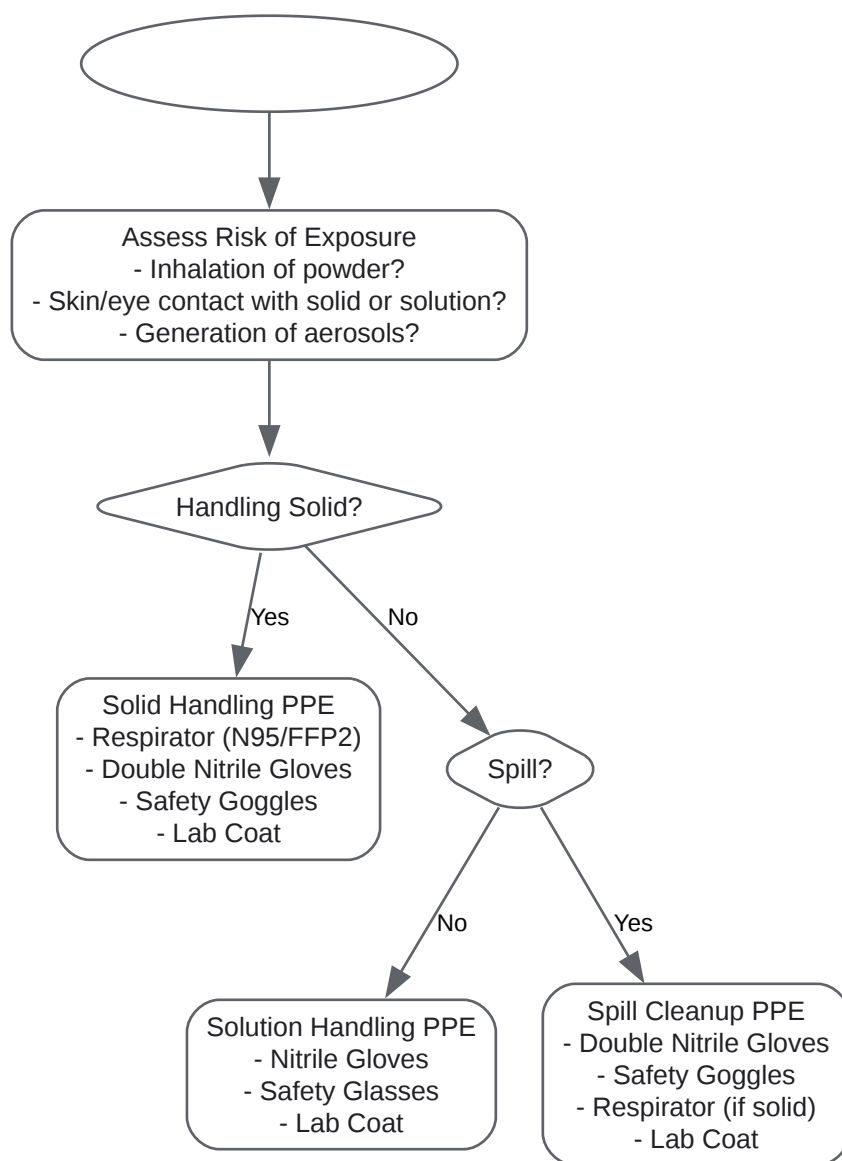 Assess Risk of Exposure
- Inhalation of powder?
- Skin/eye contact with solid or solution?
- Generation of aerosols?
Handling Solid?
Yes
No
Solid Handling PPE
- Respirator (N95/FFP2)
- Double Nitrile Gloves
- Safety Goggles
- Lab Coat
Spill?
No
Yes
Solution Handling PPE
- Nitrile Gloves
- Safety Glasses
- Lab Coat
Spill Cleanup PPE
- Double Nitrile Gloves
- Safety Goggles
- Respirator (if solid)
- Lab Coat